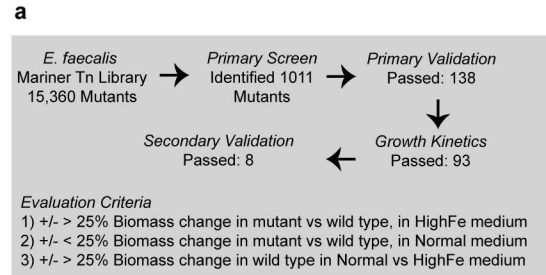 a
E. faecalis
Mariner Tn Library
15,360 Mutants
Primary Screen
Identified 1011
Mutants
Primary Validation
Passed: 138
Growth Kinetics
Passed: 93
Secondary Validation
Passed: 8
Evaluation Criteria
1) +/- > 25% Biomass change in mutant vs wild type, in HighFe medium
2) +/- < 25% Biomass change in mutant vs wild type, in Normal medium
3) +/- > 25% Biomass change in wild type in Normal vs HighFe medium